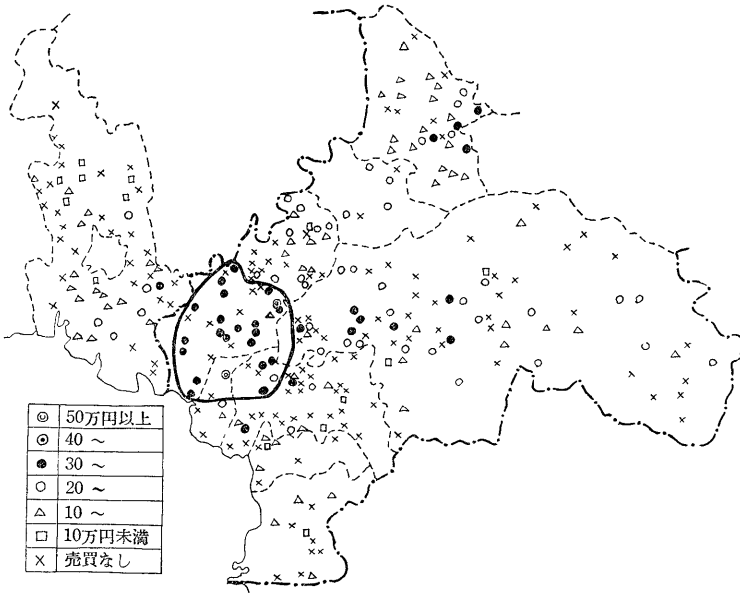 ◎ 50万円以上
◉ 40 ～
● 30 ～
○ 20 ～
△ 10 ～
□ 10万円未満
× 売買なし